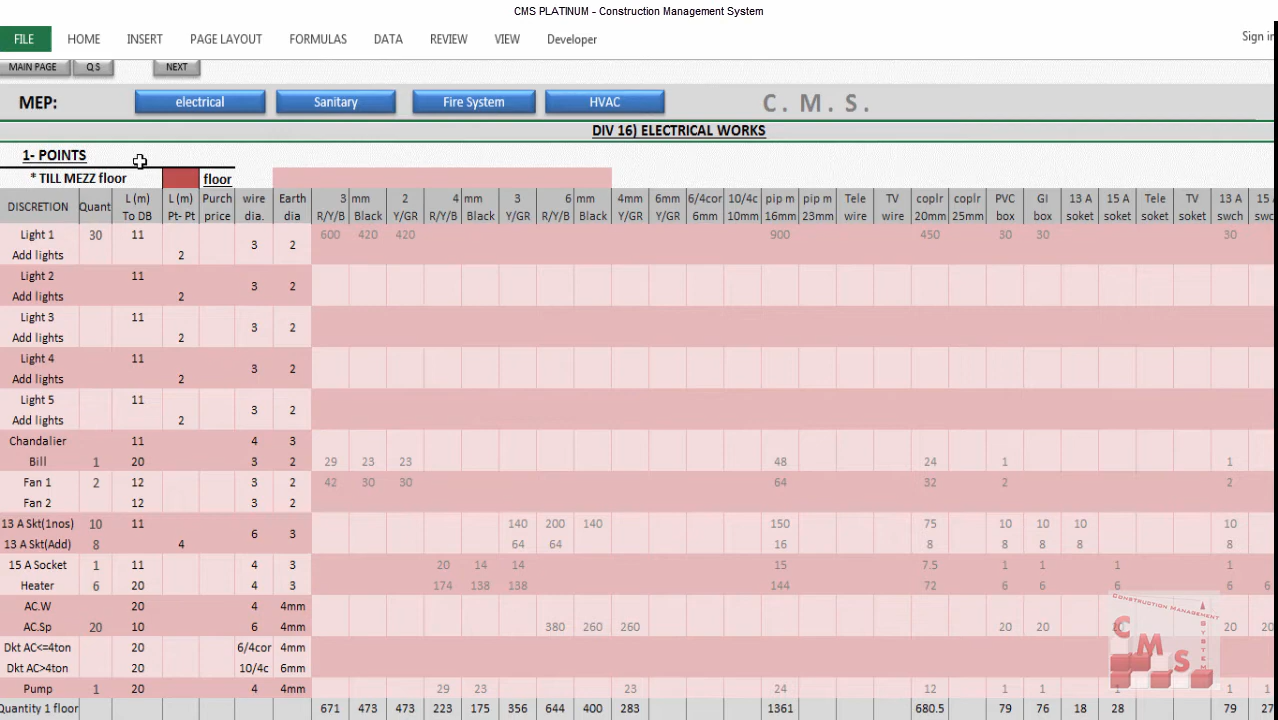 CMS PLATINUM - Construction Management System
FILE HOME INSERT PAGE LAYOUT FORMULAS DATA REVIEW VIEW Developer Sign in
MAIN PAGE Q S NEXT
MEP: electrical Sanitary Fire System HVAC C. M. S.
DIV 16) ELECTRICAL WORKS
1- POINTS
* TILL MEZZ floor floor
DISCRETION Quant L (m) To DB L (m) Pt- Pt Purch price wire dia. Earth dia 3 R/Y/B mm Black 2 Y/GR 4 R/Y/B mm Black 3 Y/GR 6 R/Y/B mm Black 4mm Y/GR 6mm Y/GR 6/4cor 6mm 10/4c 10mm pip m 16mm pip m 23mm Tele wire TV wire coplr 20mm coplr 25mm PVC box GI box 13 A soket 15 A soket Tele soket TV soket 13 A swch 15 A swc
Light 1 30 11 3 2 600 420 420 900 450 30 30 30
Add lights 2
Light 2 11 3 2
Add lights 2
Light 3 11 3 2
Add lights 2
Light 4 11 3 2
Add lights 2
Light 5 11 3 2
Add lights 2
Chandalier 11 4 3
Bill 1 20 3 2 29 23 23 48 24 1 1
Fan 1 2 12 3 2 42 30 30 64 32 2 2
Fan 2 12 3 2
13 A Skt(1nos) 10 11 6 3 140 200 140 150 75 10 10 10 10
13 A Skt(Add) 8 4 64 64 16 8 8 8 8 8
15 A Socket 1 11 4 3 20 14 14 15 7.5 1 1 1 1
Heater 6 20 4 3 174 138 138 144 72 6 6 6 6 6
AC.W 20 4 4mm
AC.Sp 20 10 6 4mm 380 260 260 20 20 20 20 20
Dkt AC<=4ton 20 6/4cor 4mm
Dkt AC>4ton 20 10/4c 6mm
Pump 1 20 4 4mm 29 23 23 24 12 1 1 1 1 1
Quantity 1 floor 671 473 473 223 175 356 644 400 283 1361 680.5 79 76 18 28 79 27
CONSTRUCTION MANAGEMENT
SYSTEM
CMS